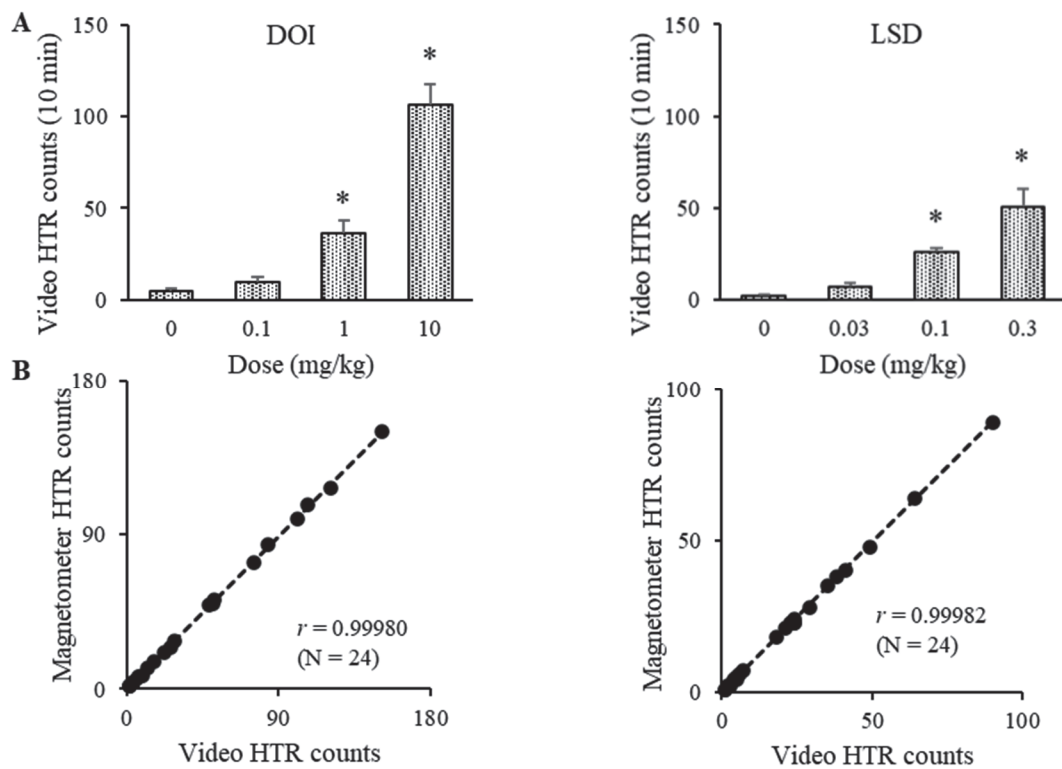 A
DOI
Video HTR counts (10 min)
150
100
50
0
*
*
0 0.1 1 10
Dose (mg/kg)
LSD
Video HTR counts (10 min)
150
100
50
0
*
*
0 0.03 0.1 0.3
Dose (mg/kg)
B
Magnetometer HTR counts
180
90
0
r = 0.99980
(N = 24)
0 90 180
Video HTR counts
Magnetometer HTR counts
100
50
0
r = 0.99982
(N = 24)
0 50 100
Video HTR counts